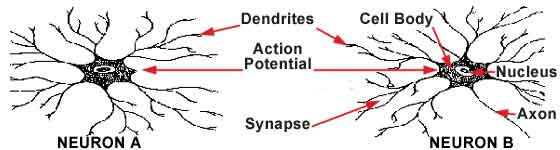 Dendrites
Cell Body
Action
Potential
Nucleus
Synapse
Axon
NEURON A
NEURON B